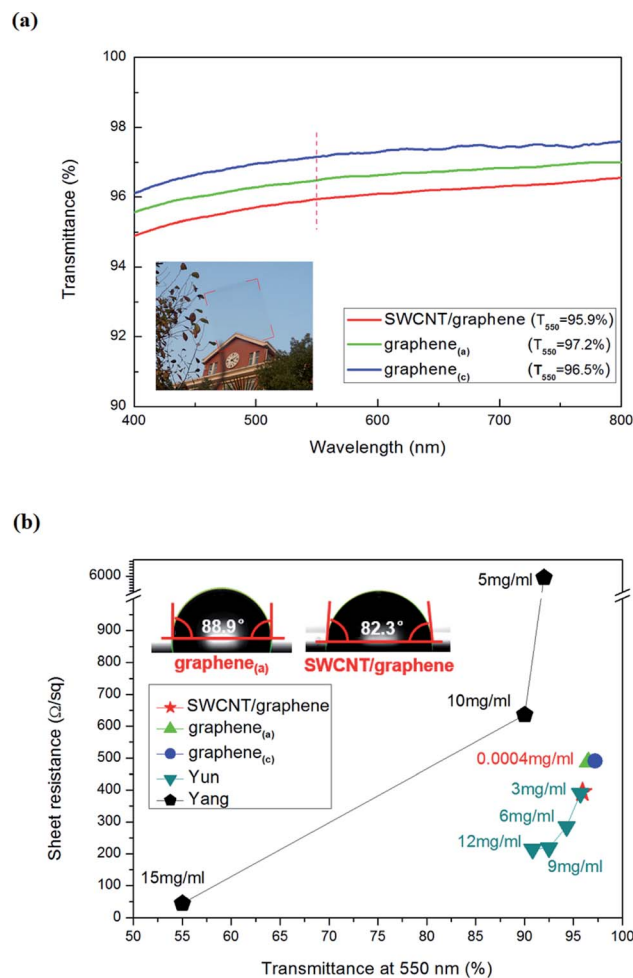 (a)
100
98
96
94
92
90
Transmittance (%)
SWCNT/graphene (T550=95.9%)
graphene(a) (T550=97.2%)
graphene(c) (T550=96.5%)
400 500 600 700 800
Wavelength (nm)
(b)
6000
900
800
700
600
500
400
300
200
100
0
Sheet resistance (Ω/sq)
88.9°
graphene(a)
82.3°
SWCNT/graphene
SWCNT/graphene
graphene(a)
graphene(c)
Yun
Yang
5mg/ml
10mg/ml
0.0004mg/ml
3mg/ml
6mg/ml
12mg/ml
9mg/ml
15mg/ml
50 55 60 65 70 75 80 85 90 95 100
Transmittance at 550 nm (%)